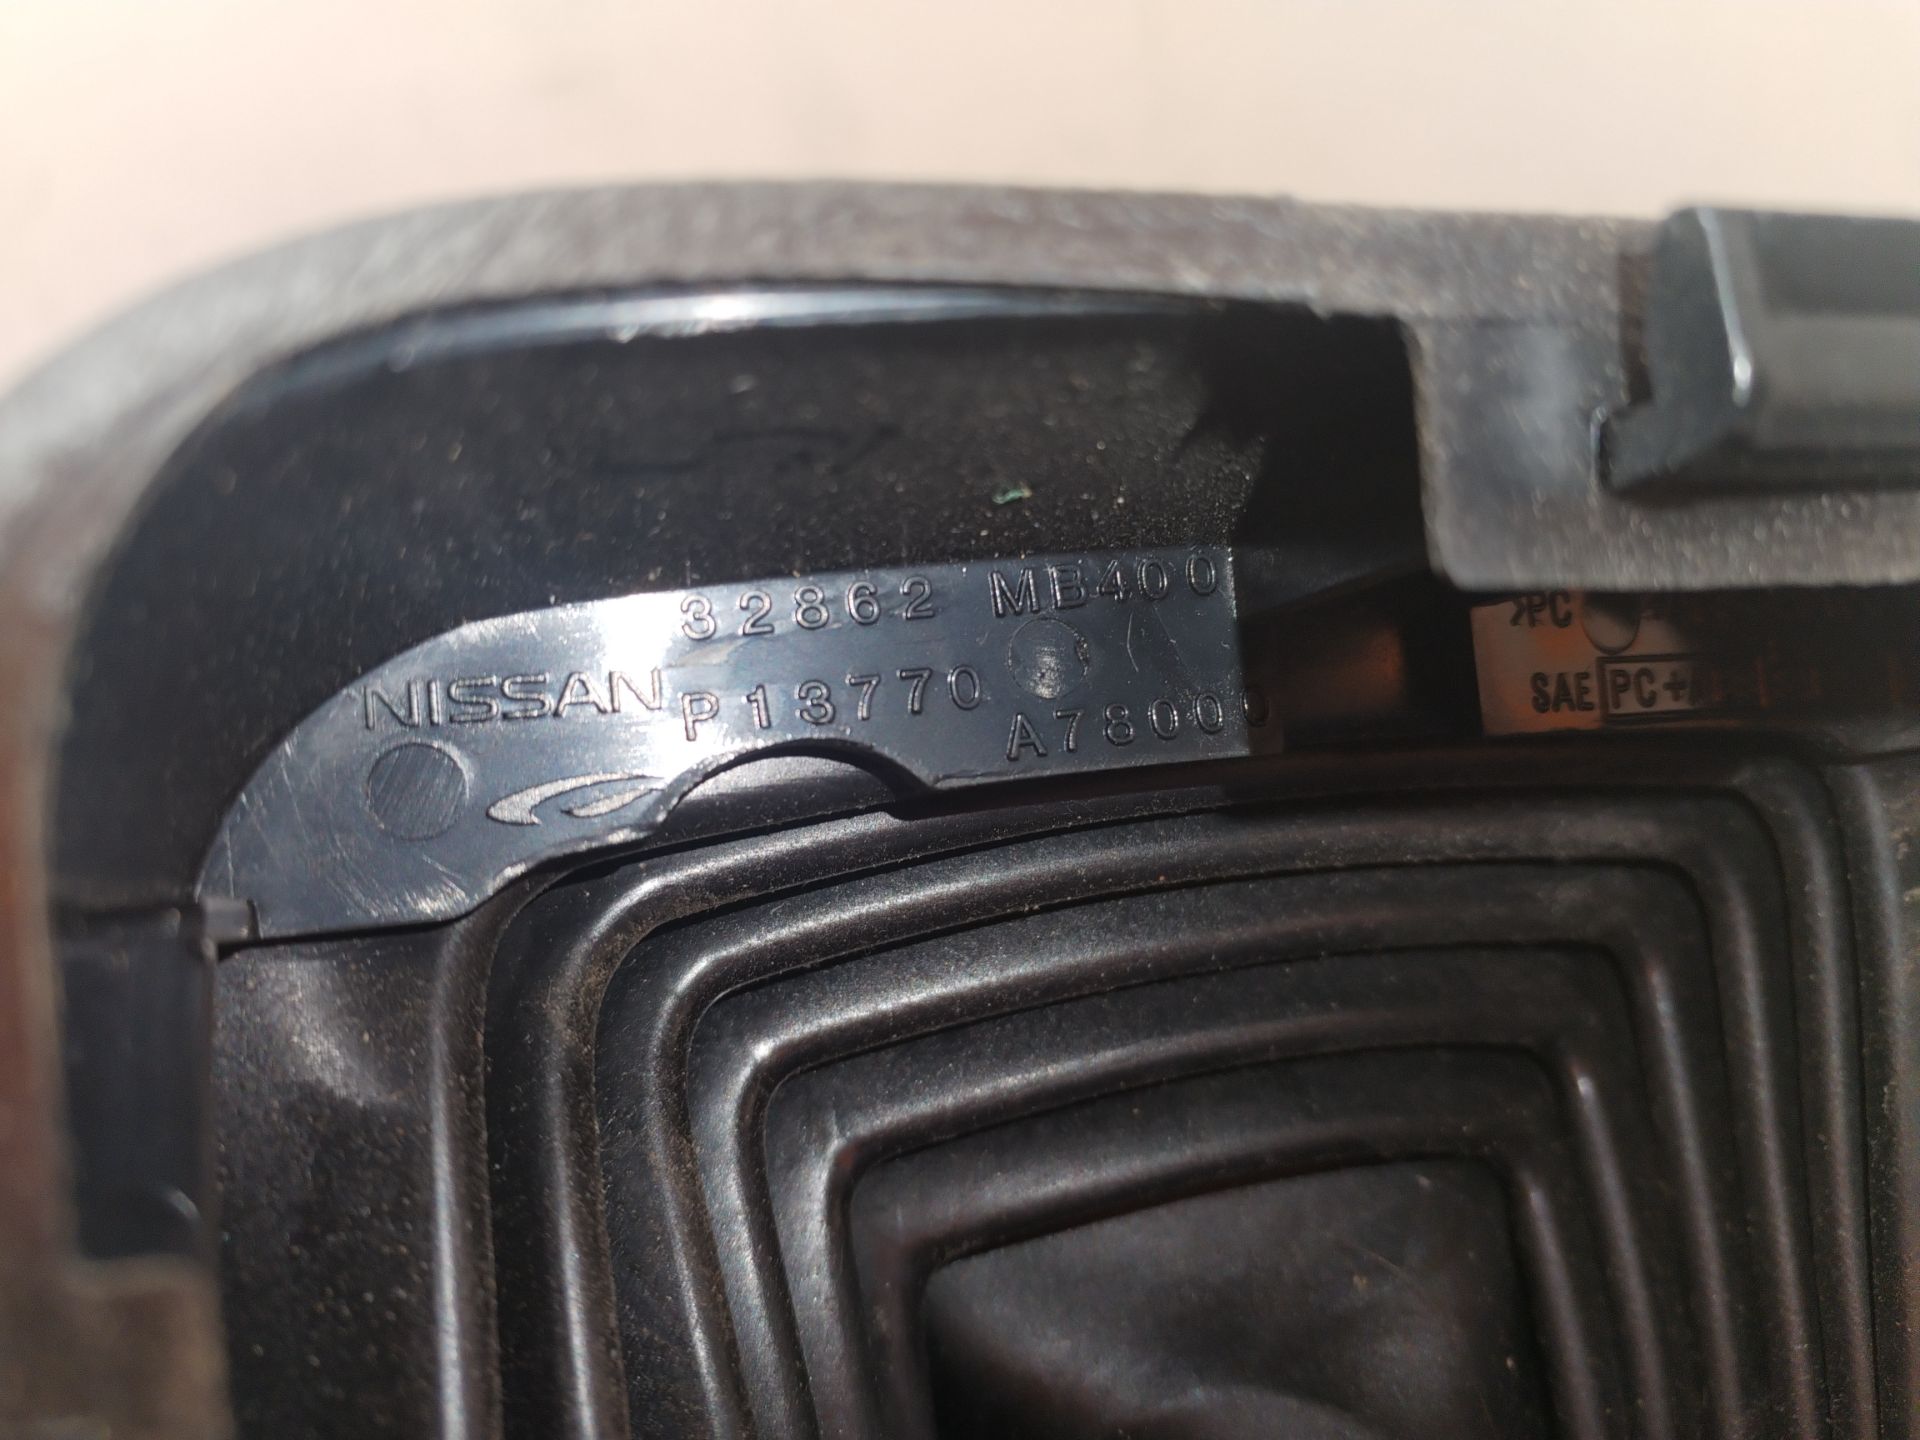 32862 MB400
NISSAN P13770
A78000
>PC
SAE PC+